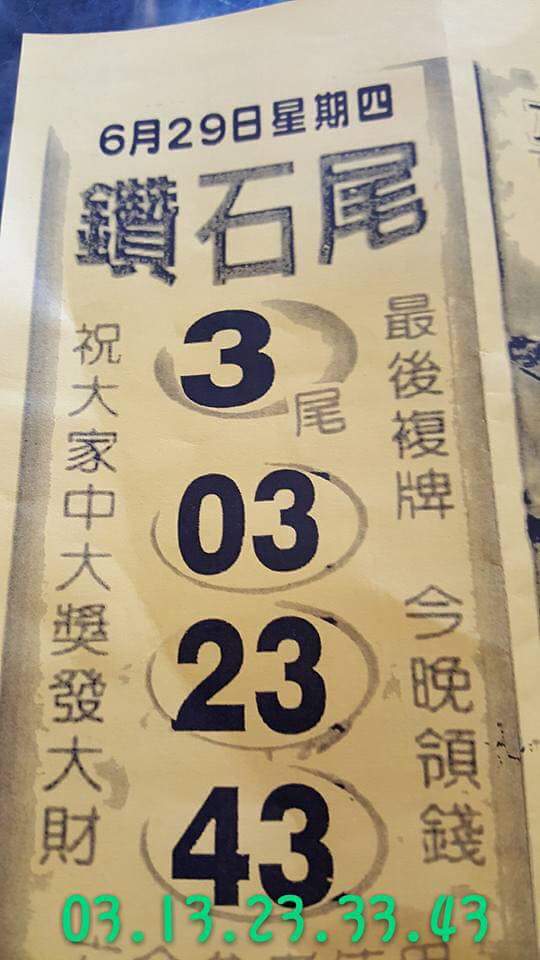 6月29日星期四
鑽石尾
3
尾
03
23
43
最後複牌
今晚領錢
祝大家中大獎發大財
03.13.23.33.43